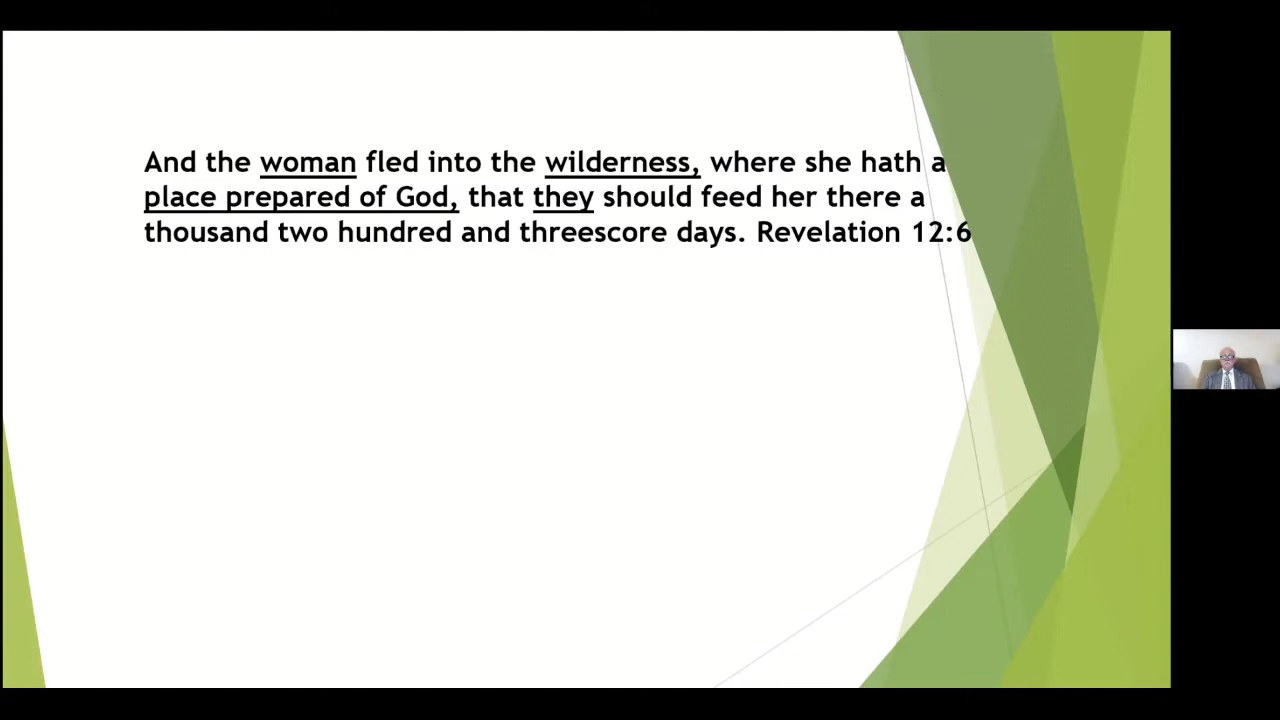 And the woman fled into the wilderness, where she hath a
place prepared of God, that they should feed her there a
thousand two hundred and threescore days. Revelation 12:6